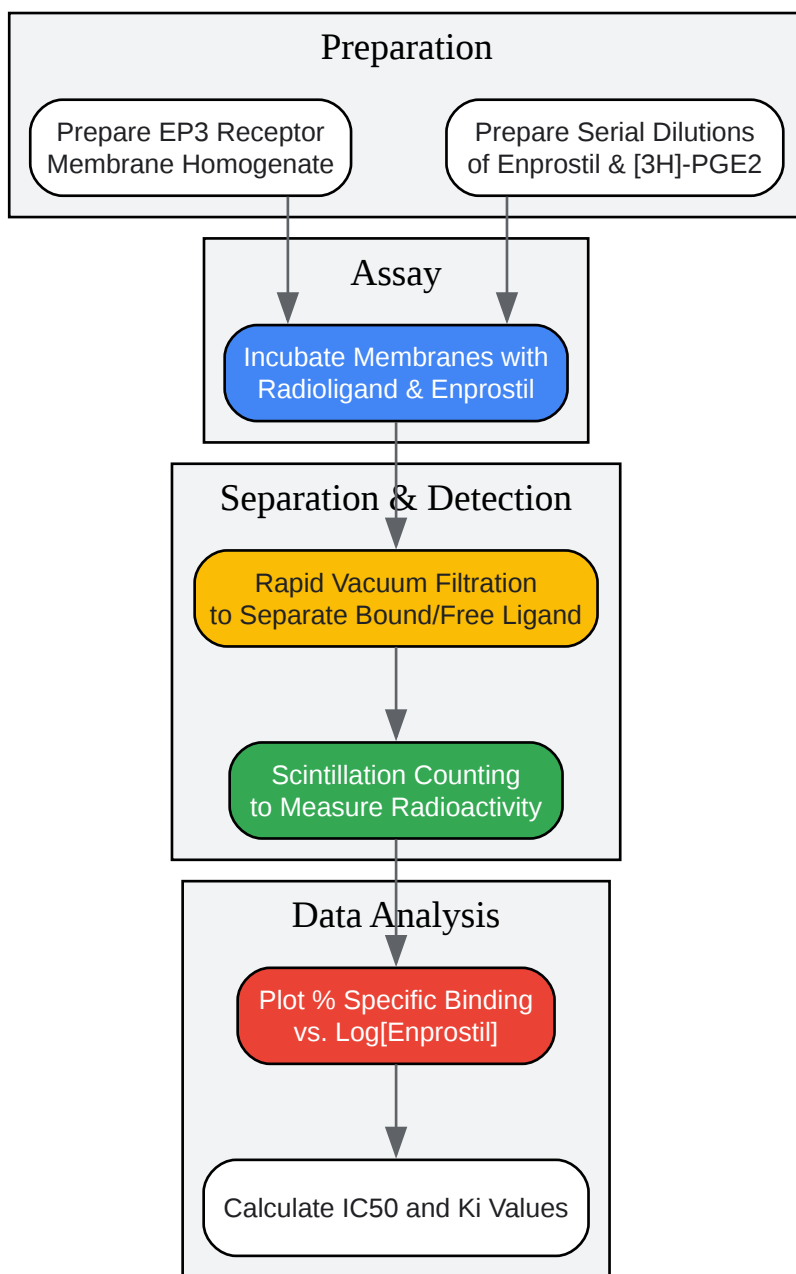 Preparation
Prepare EP3 Receptor
Membrane Homogenate
Prepare Serial Dilutions
of Enprostil & [3H]-PGE2
Assay
Incubate Membranes with
Radioligand & Enprostil
Separation & Detection
Rapid Vacuum Filtration
to Separate Bound/Free Ligand
Scintillation Counting
to Measure Radioactivity
Data Analysis
Plot % Specific Binding
vs. Log[Enprostil]
Calculate IC50 and Ki Values